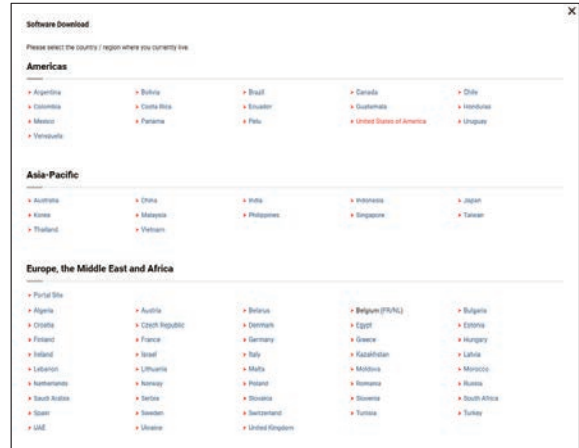 Software Download
Please select the country / region where you currently live.
Americas
Argentina Bolivia Brazil Canada Chile
Colombia Costa Rica Ecuador Guatemala Honduras
Mexico Panama Peru United States of America Uruguay
Venezuela
Asia-Pacific
Australia China India Indonesia Japan
Korea Malaysia Philippines Singapore Taiwan
Thailand Vietnam
Europe, the Middle East and Africa
Portal Site
Algeria Austria Belarus Belgium (FR/NL) Bulgaria
Croatia Czech Republic Denmark Egypt Estonia
Finland France Germany Greece Hungary
Ireland Israel Italy Kazakhstan Latvia
Lebanon Lithuania Malta Moldova Morocco
Netherlands Norway Poland Romania Russia
Saudi Arabia Serbia Slovakia Slovenia South Africa
Spain Sweden Switzerland Tunisia Turkey
UAE Ukraine United Kingdom